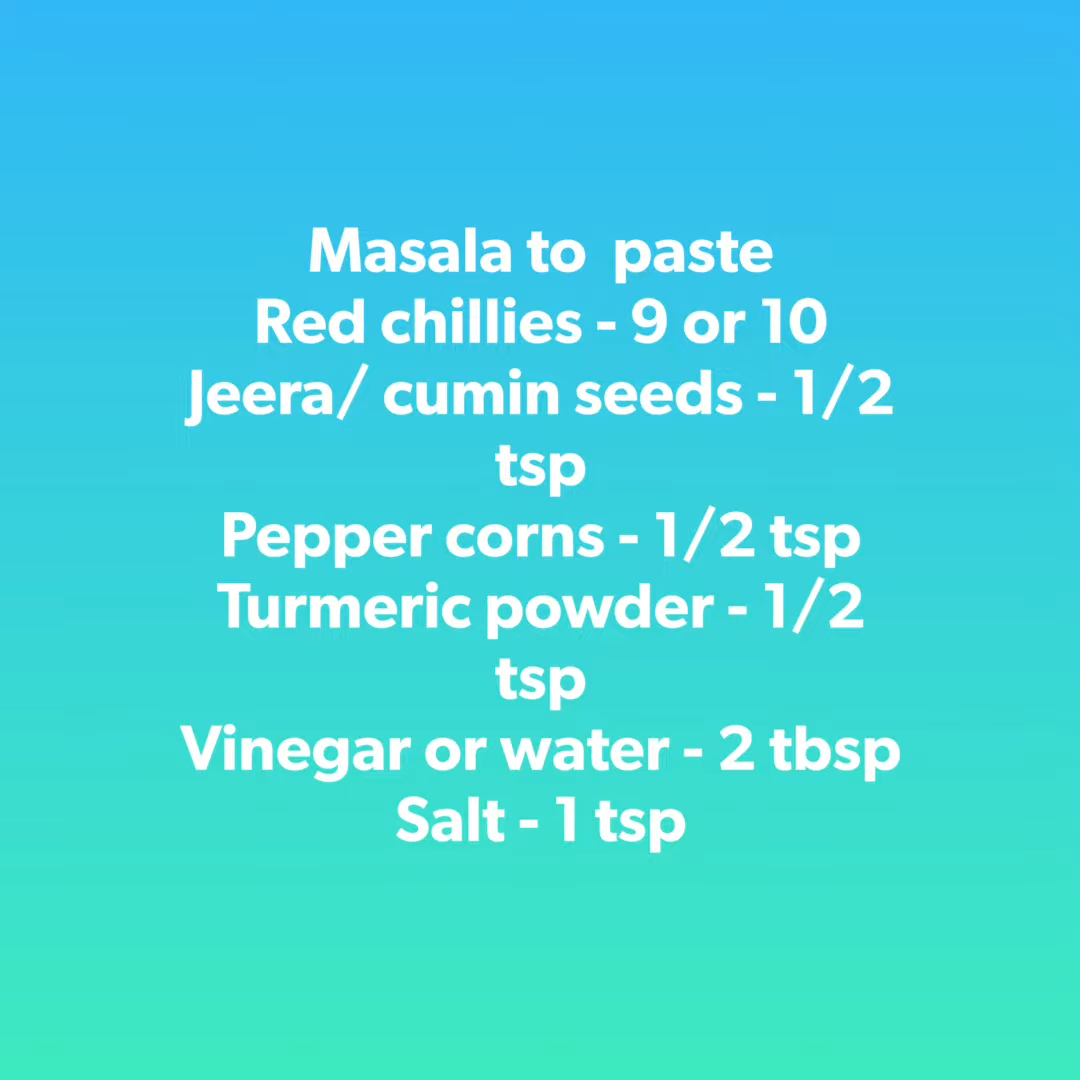 Masala to  paste
Red chillies - 9 or 10
Jeera/ cumin seeds - 1/2
tsp
Pepper corns - 1/2 tsp
Turmeric powder - 1/2
tsp
Vinegar or water - 2 tbsp
Salt - 1 tsp